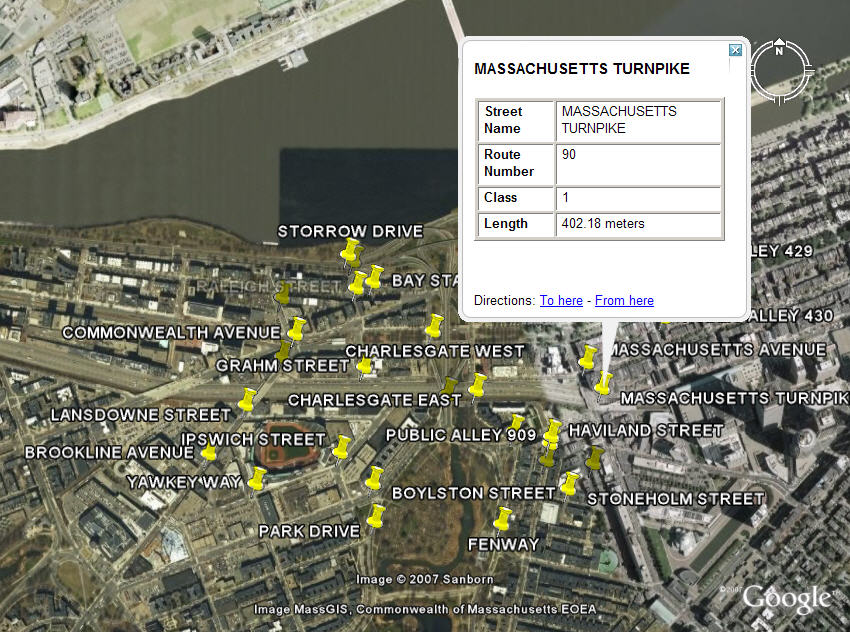 N
MASSACHUSETTS TURNPIKE
Street Name
MASSACHUSETTS TURNPIKE
Route Number
90
Class
1
Length
402.18 meters
Directions: To here - From here
STORROW DRIVE
LEY 429
RALEIGH STREET
BAY STA
ALLEY 430
COMMONWEALTH AVENUE
CHARLESGATE WEST
MASSACHUSETTS AVENUE
GRAHM STREET
CHARLESGATE EAST
MASSACHUSETTS TURNPIK
LANSDOWNE STREET
IPSWICH STREET
PUBLIC ALLEY 909
HAVILAND STREET
BROOKLINE AVENUE
YAWKEY WAY
BOYLSTON STREET
STONEHOLM STREET
PARK DRIVE
FENWAY
Image © 2007 Sanborn
Image MassGIS, Commonwealth of Massachusetts EOEA
©2007 Google